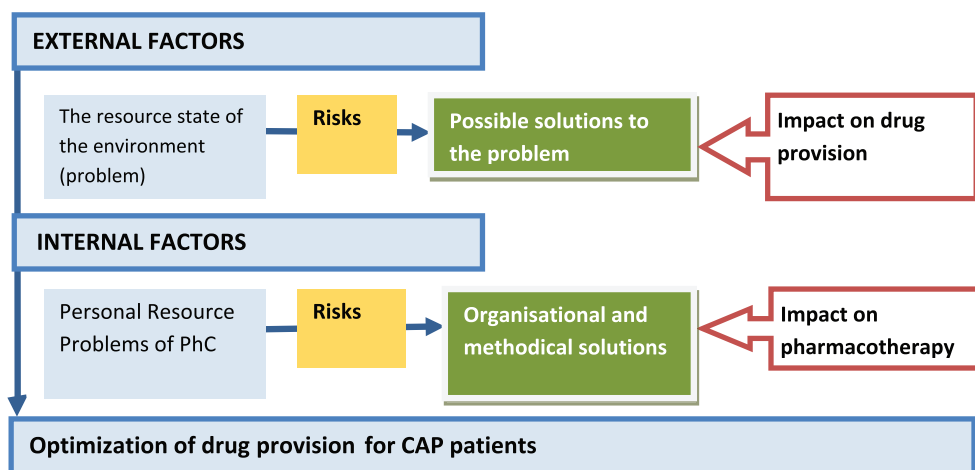 EXTERNAL FACTORS
The resource state of
the environment
(problem)
Risks
Possible solutions to
the problem
Impact on drug
provision
INTERNAL FACTORS
Personal Resource
Problems of PhC
Risks
Organisational and
methodical solutions
Impact on
pharmacotherapy
Optimization of drug provision for CAP patients